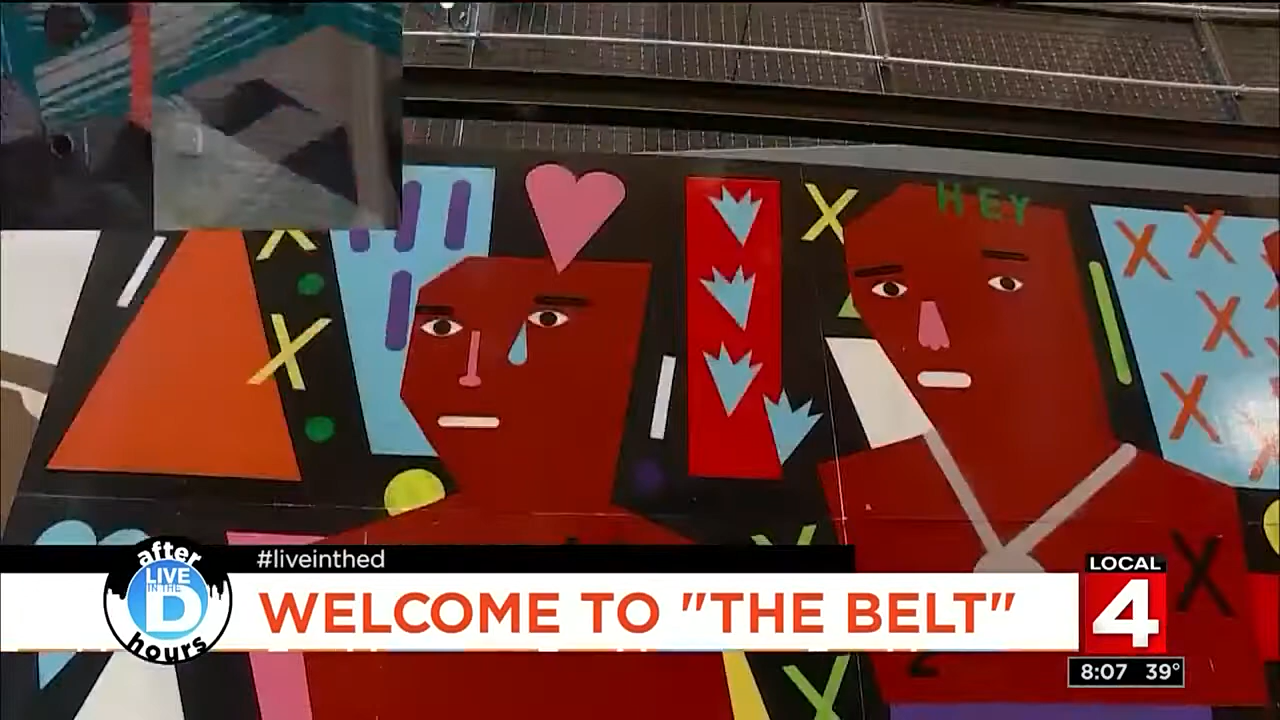 HEY
#liveinthed
after
LIVE
IN THE
D
hours
WELCOME TO "THE BELT"
LOCAL
4
8:07 39°